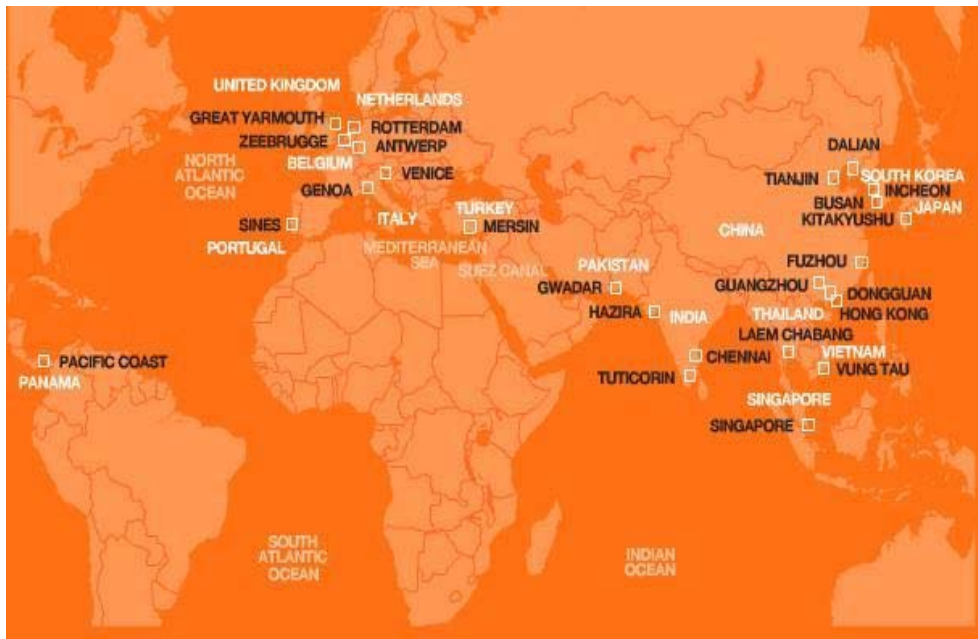 UNITED KINGDOM
NETHERLANDS
GREAT YARMOUTH
ROTTERDAM
ZEEBRUGGE
ANTWERP
BELGIUM
VENICE
GENOA
NORTH
ATLANTIC
OCEAN
SINES
PORTUGAL
ITALY
TURKEY
MERSIN
MEDITERRANEAN
SEA
SUEZ CANAL
DALIAN
TIANJIN
SOUTH KOREA
INCHEON
BUSAN
JAPAN
KITAKYUSHU
CHINA
FUZHOU
PAKISTAN
GWADAR
GUANGZHOU
DONGGUAN
HAZIRA
INDIA
THAILAND
HONG KONG
LAEM CHABANG
CHENNAI
VIETNAM
VUNG TAU
TUTICORIN
SINGAPORE
SINGAPORE
PACIFIC COAST
PANAMA
SOUTH
ATLANTIC
OCEAN
INDIAN
OCEAN